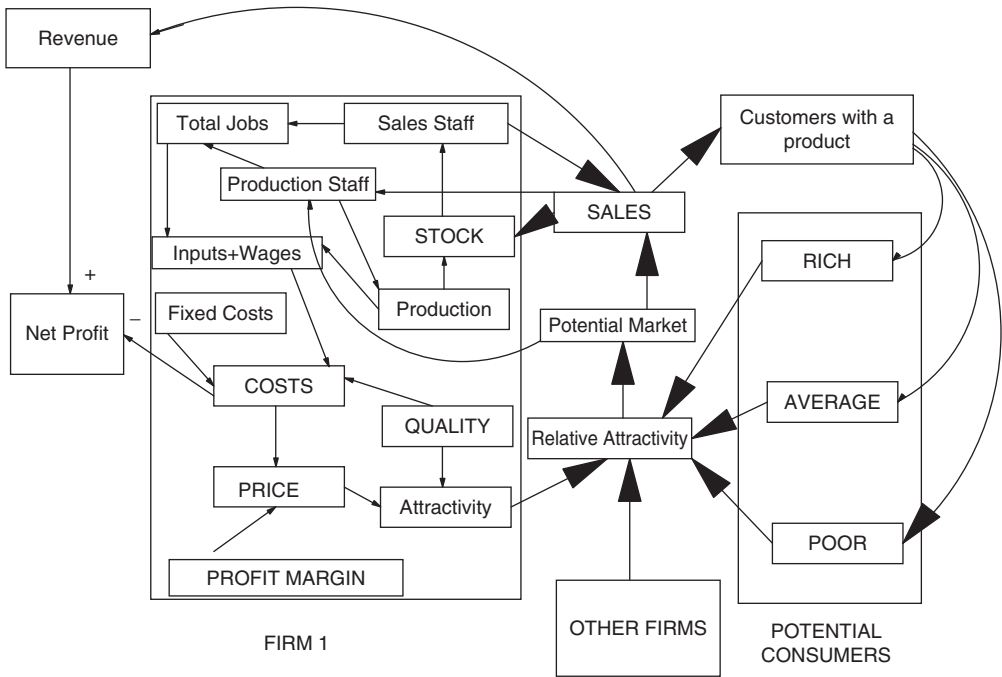 Revenue
Total Jobs
Sales Staff
Customers with a
product
Production Staff
SALES
STOCK
Inputs+Wages
RICH
+
Fixed Costs
Production
Potential Market
Net Profit
−
COSTS
AVERAGE
QUALITY
Relative Attractivity
PRICE
Attractivity
POOR
PROFIT MARGIN
OTHER FIRMS
FIRM 1
POTENTIAL
CONSUMERS